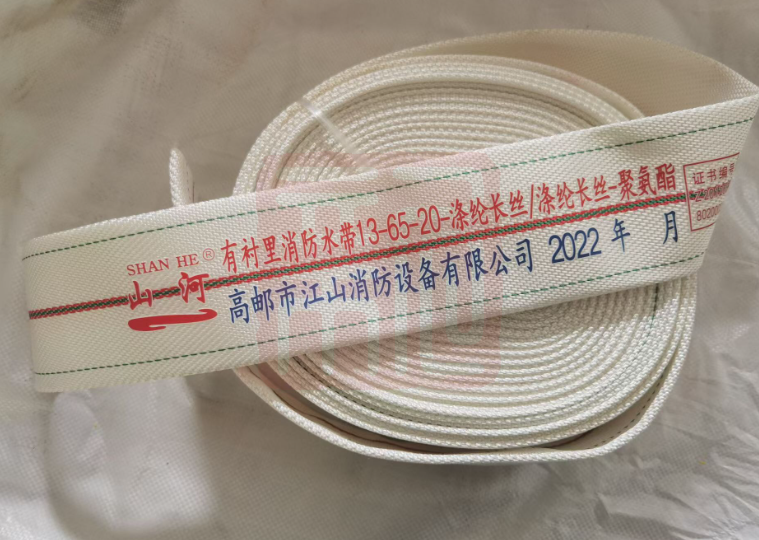 SHAN HE®
山河
有衬里消防水带13-65-20-涤纶长丝/涤纶长丝-聚氨酯
高邮市江山消防设备有限公司 2022 年 月
证书编号